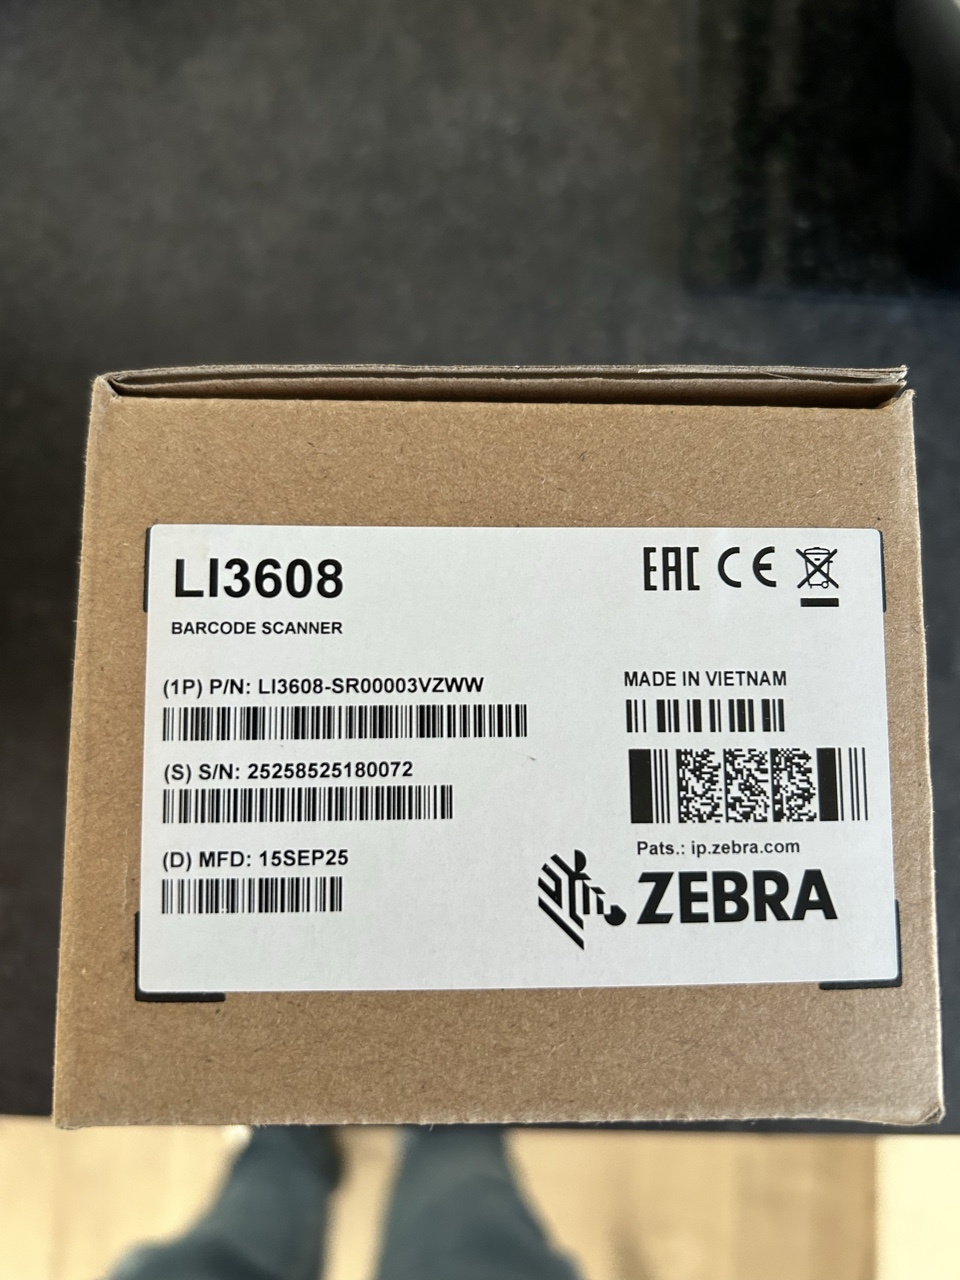 LI3608
BARCODE SCANNER
EAC CE
(1P) P/N: LI3608-SR00003VZWW
MADE IN VIETNAM
(S) S/N: 25258525180072
(D) MFD: 15SEP25
Pats.: ip.zebra.com
ZEBRA